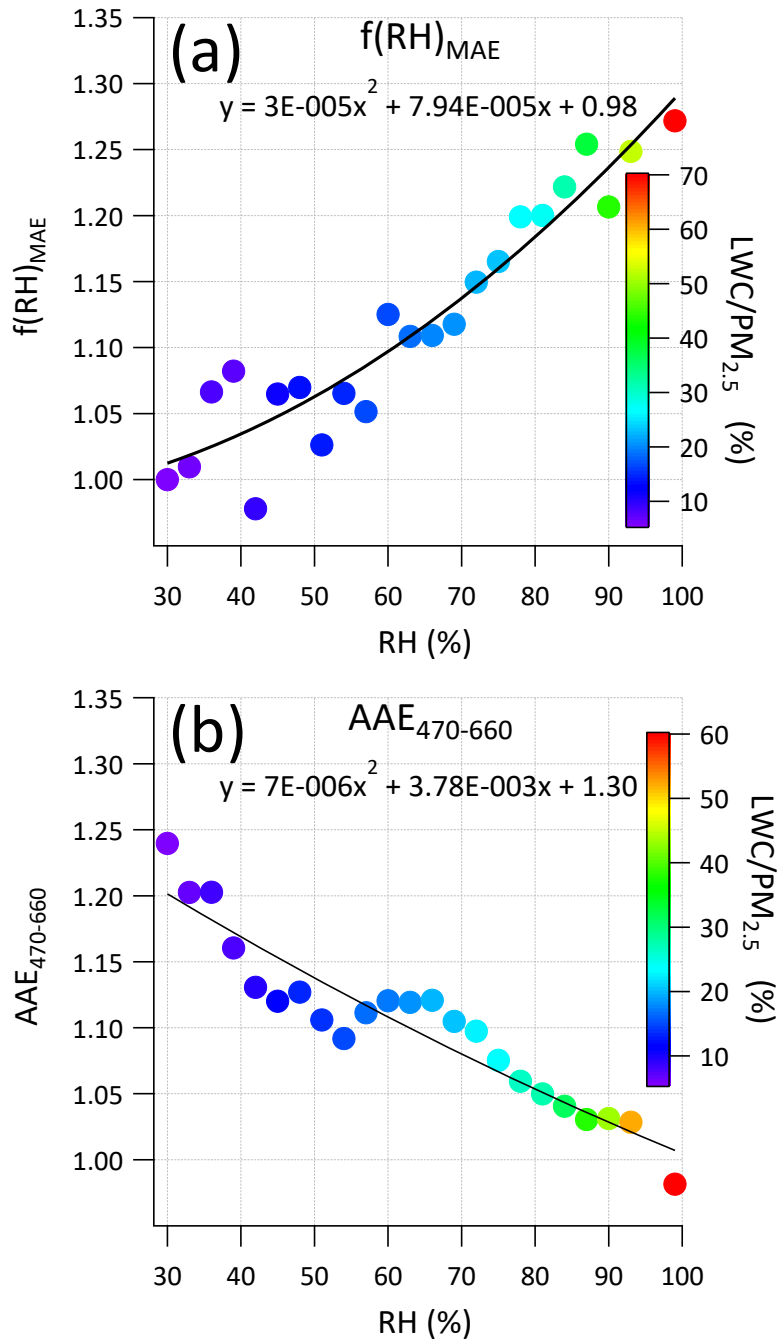 (a)
f(RH)MAE
y = 3E-005x² + 7.94E-005x + 0.98
1.35
1.30
1.25
1.20
1.15
1.10
1.05
1.00
f(RH)MAE
70
60
50
40
30
20
10
LWC/PM2.5 (%)
30 40 50 60 70 80 90 100
RH (%)
(b)
AAE470-660
y = 7E-006x² + 3.78E-003x + 1.30
1.35
1.30
1.25
1.20
1.15
1.10
1.05
1.00
AAE470-660
60
50
40
30
20
10
LWC/PM2.5 (%)
30 40 50 60 70 80 90 100
RH (%)